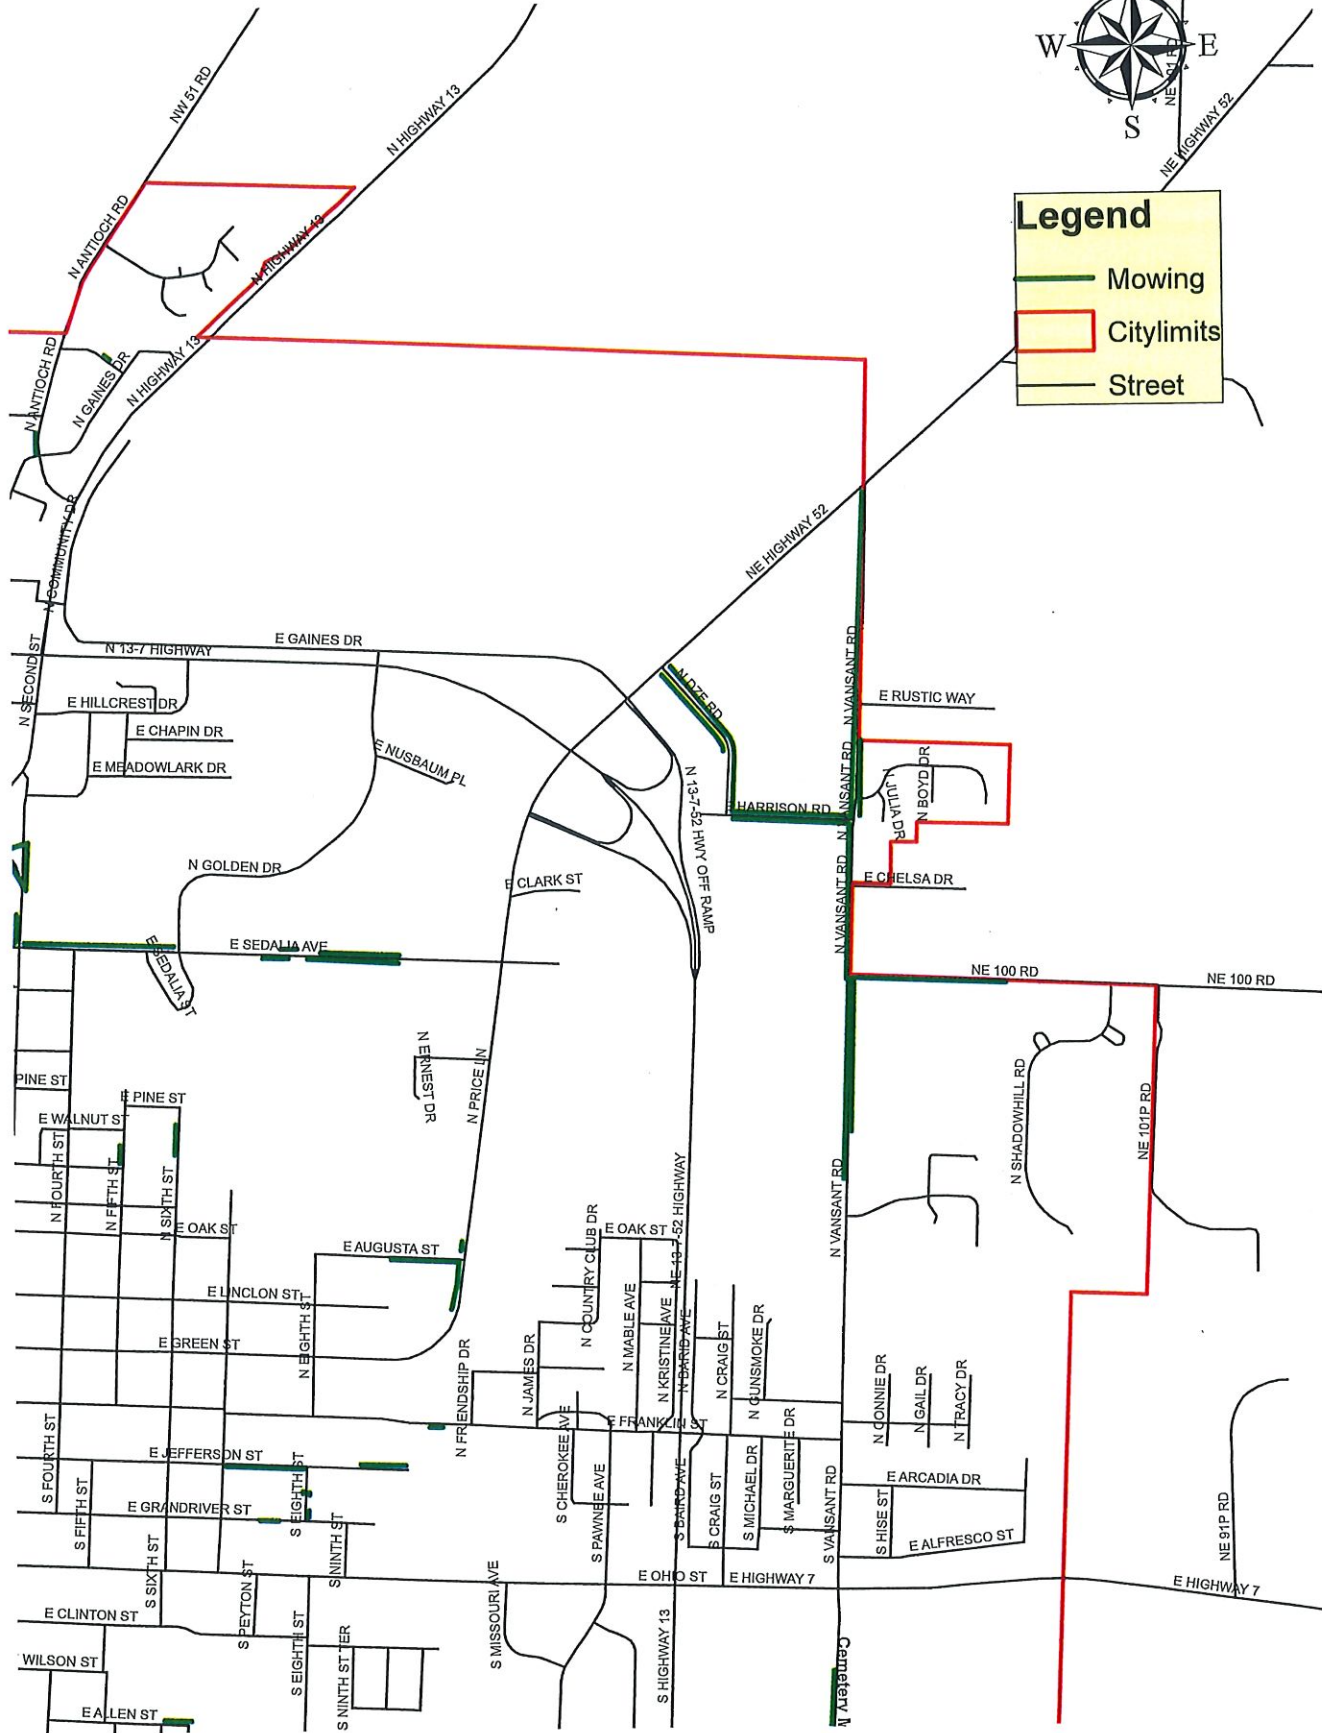 W
E
S
NE 101 RD
NE HIGHWAY 52
NW 51 RD
N HIGHWAY 13
Legend
Mowing
Citylimits
Street
N ANTIOCH RD
N HIGHWAY 13
N ANTIOCH RD
N GAINES DR
N HIGHWAY 13
N COMMUNITY DR
NE HIGHWAY 52
E GAINES DR
N 13-7 HIGHWAY
N SECOND ST
E HILLCREST DR
E CHAPIN DR
E MEADOWLARK DR
E NUSBAUM PL
N DZE RD
N VANSANT RD
E RUSTIC WAY
N VANSANT RD
N JULIA DR
N BOYD DR
HARRISON RD
N 13-7-52 HWY OFF RAMP
N GOLDEN DR
E CLARK ST
N VANSANT RD
E CHELSA DR
E SEDALIA AVE
E SEDALIA ST
NE 100 RD
NE 100 RD
N ERNEST DR
N PRICE LN
PINE ST
E PINE ST
E WALNUT ST
N FOURTH ST
N FIFTH ST
N SIXTH ST
E OAK ST
N SHADOWHILL RD
NE 101P RD
N VANSANT RD
NE 13-7-52 HIGHWAY
E AUGUSTA ST
N COUNTRY CLUB DR
E OAK ST
E LINCLON ST
N EIGHTH ST
E GREEN ST
N MABLE AVE
N KRISTINE AVE
N BARID AVE
N CRAIG ST
N GUNSMOKE DR
N FRIENDSHIP DR
N JAMES DR
N CONNIE DR
N GAIL DR
N TRACY DR
E FRANKLIN ST
S FOURTH ST
E JEFFERSON ST
S CHEROKEE AVE
S PAWNEE AVE
S BAIRD AVE
S CRAIG ST
S MICHAEL DR
S MARGUERITE DR
S VANSANT RD
E ARCADIA DR
S HISE ST
E ALFRESCO ST
NE 91P RD
S FIFTH ST
E GRANDRIVER ST
S EIGHTH ST
S NINTH ST
S SIXTH ST
S PEYTON ST
E OHIO ST
E HIGHWAY 7
E HIGHWAY 7
E CLINTON ST
S EIGHTH ST
S NINTH ST TER
S MISSOURI AVE
S HIGHWAY 13
WILSON ST
E ALLEN ST
Cemetery